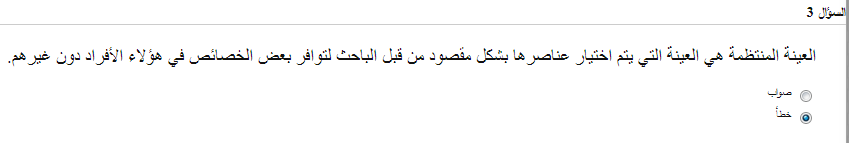 السؤال 3
العينة المنتظمة هي العينة التي يتم اختيار عناصرها بشكل مقصود من قبل الباحث لتوافر بعض الخصائص في هؤلاء الأفراد دون غيرهم.
صواب
خطأ